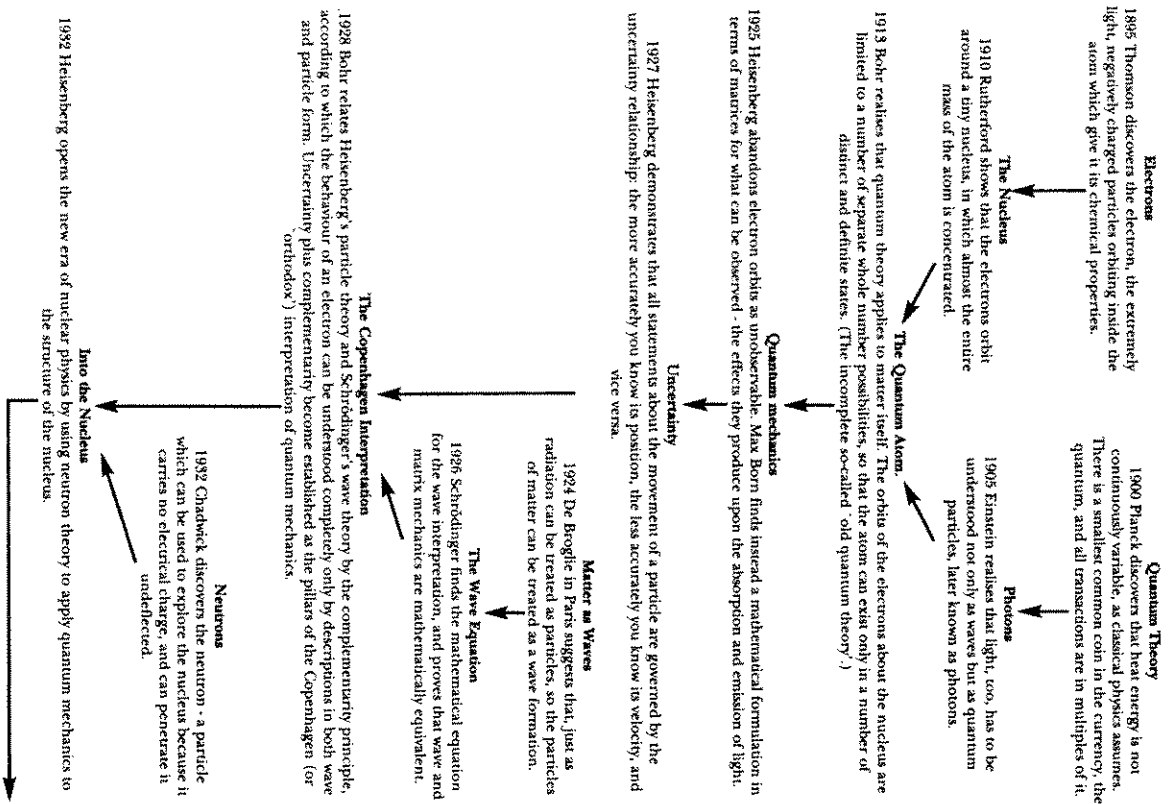 Electrons
1895 Thomson discovers the electron, the extremely
light, negatively charged particles orbiting inside the
atom which give it its chemical properties.
Quantum Theory
1900 Planck discovers that heat energy is not
continuously variable, as classical physics assumes.
There is a smallest common coin in the currency, the
quantum, and all transactions are in multiples of it.
The Nucleus
1910 Rutherford shows that the electrons orbit
around a tiny nucleus, in which almost the entire
mass of the atom is concentrated.
Photons
1905 Einstein realises that light, too, has to be
understood not only as waves but as quantum
particles, later known as photons.
The Quantum Atom.
1913 Bohr realises that quantum theory applies to matter itself. The orbits of the electrons about the nucleus are
limited to a number of separate whole number possibilities, so that the atom can exist only in a number of
distinct and definite states. (The incomplete so-called 'old quantum theory'.)
Quantum mechanics
1925 Heisenberg abandons electron orbits as unobservable. Max Born finds instead a mathematical formulation in
terms of matrices for what can be observed - the effects they produce upon the absorption and emission of light.
Uncertainty
1927 Heisenberg demonstrates that all statements about the movement of a particle are governed by the
uncertainty relationship: the more accurately you know its position, the less accurately you know its velocity, and
vice versa.
Matter as Waves
1924 De Broglie in Paris suggests that, just as
radiation can be treated as particles, so the particles
of matter can be treated as a wave formation.
The Wave Equation
1926 Schrödinger finds the mathematical equation
for the wave interpretation, and proves that wave and
matrix mechanics are mathematically equivalent.
The Copenhagen Interpretation
.1928 Bohr relates Heisenberg's particle theory and Schrödinger's wave theory by the complementarity principle,
according to which the behaviour of an electron can be understood completely only by descriptions in both wave
and particle form. Uncertainty plus complementarity become established as the pillars of the Copenhagen (or
'orthodox') interpretation of quantum mechanics.
Neutrons
1932 Chadwick discovers the neutron - a particle
which can be used to explore the nucleus because it
carries no electrical charge, and can penetrate it
undeflected.
Into the Nucleus
1932 Heisenberg opens the new era of nuclear physics by using neutron theory to apply quantum mechanics to
the structure of the nucleus.